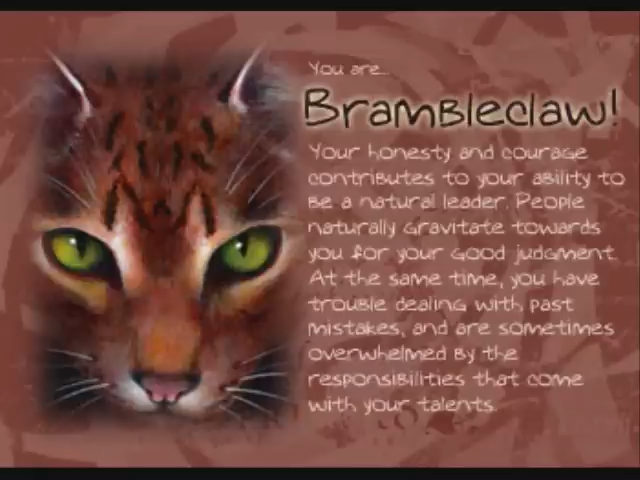 You are...
Brambleclaw!
Your honesty and courage
contributes to your ability to
be a natural leader. People
naturally gravitate towards
you for your good judgment.
At the same time, you have
trouble dealing with past
mistakes, and are sometimes
overwhelmed by the
responsibilities that come
with your talents.